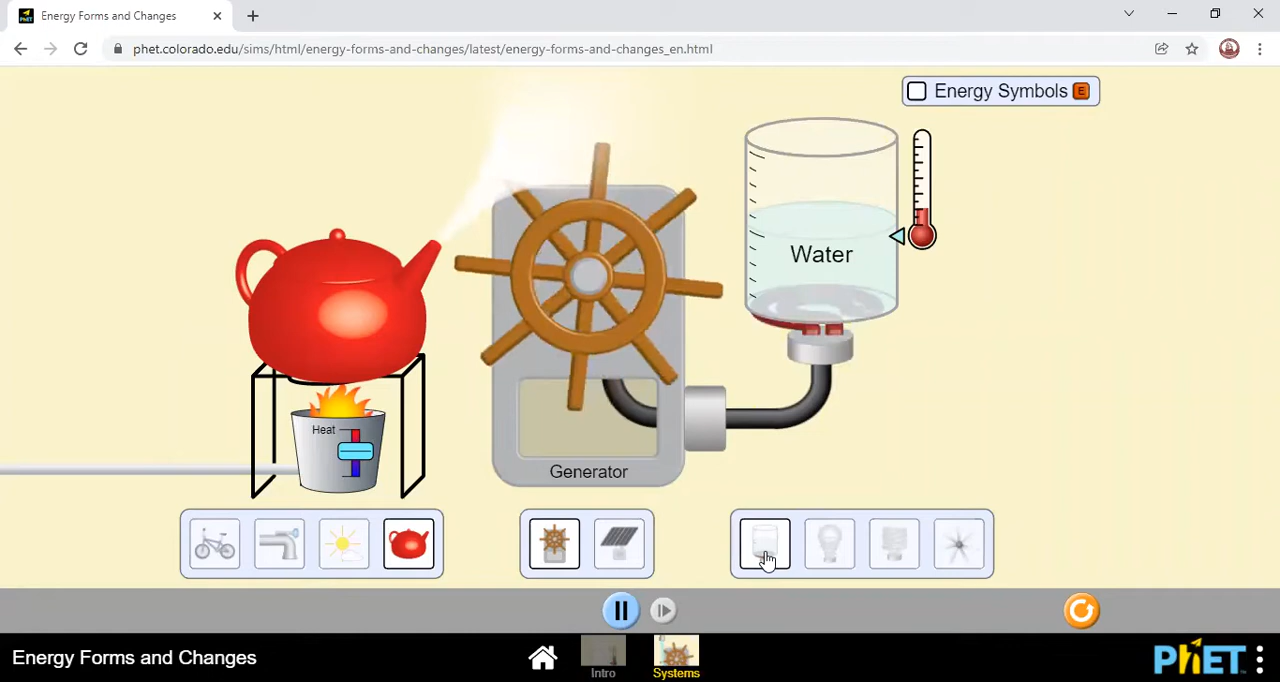 Energy Forms and Changes
phet.colorado.edu/sims/html/energy-forms-and-changes/latest/energy-forms-and-changes_en.html
Energy Symbols E
Water
Heat
Generator
Energy Forms and Changes
Intro
Systems
PhET